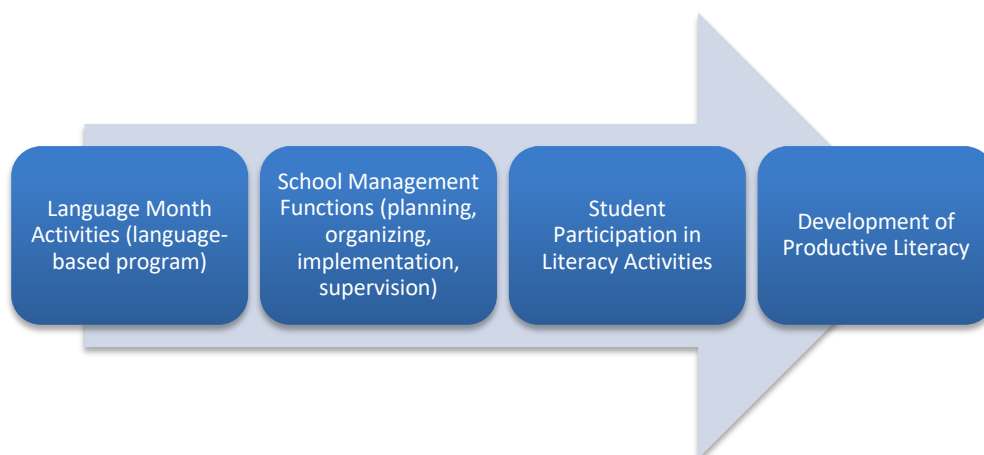 Language Month
Activities (language-
based program)
School Management
Functions (planning,
organizing,
implementation,
supervision)
Student
Participation in
Literacy Activities
Development of
Productive Literacy